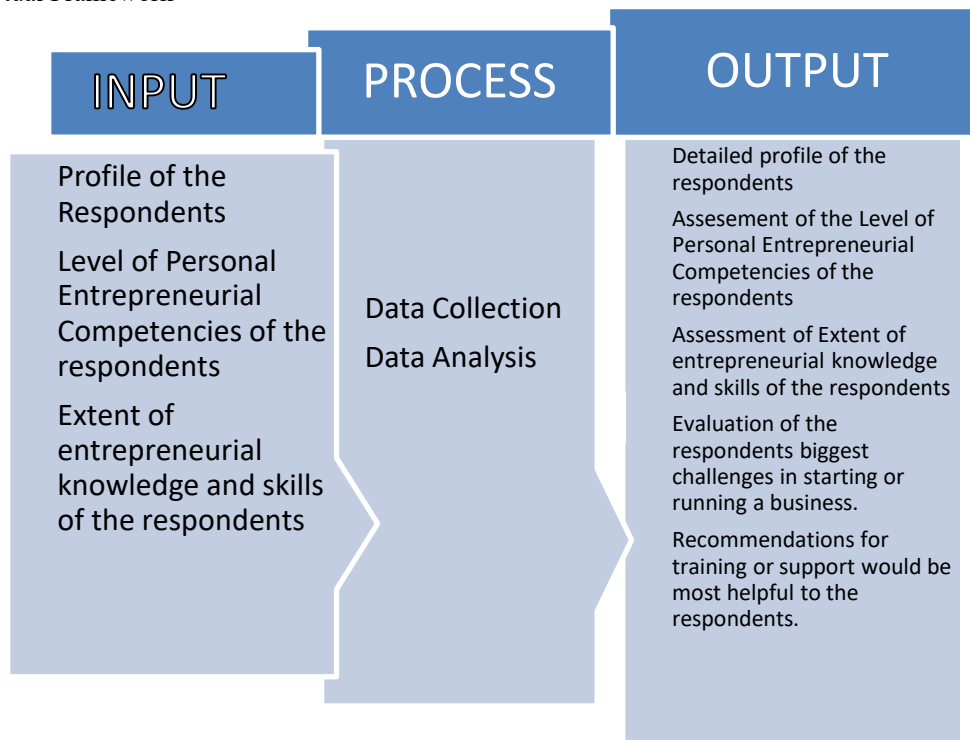 INPUT
Profile of the
Respondents
Level of Personal
Entrepreneurial
Competencies of the
respondents
Extent of
entrepreneurial
knowledge and skills
of the respondents
PROCESS
Data Collection
Data Analysis
OUTPUT
Detailed profile of the
respondents
Assesement of the Level of
Personal Entrepreneurial
Competencies of the
respondents
Assessment of Extent of
entrepreneurial knowledge
and skills of the respondents
Evaluation of the
respondents biggest
challenges in starting or
running a business.
Recommendations for
training or support would be
most helpful to the
respondents.